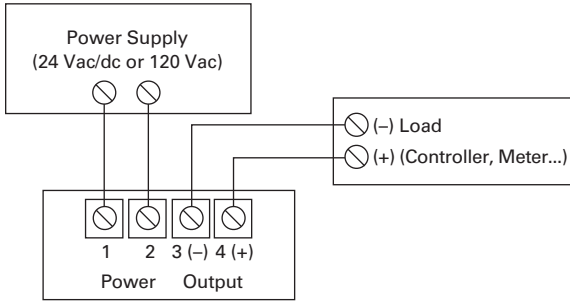 Power Supply
(24 Vac/dc or 120 Vac)
(–) Load
(+) (Controller, Meter...)
1 2 3 (–) 4 (+)
Power Output